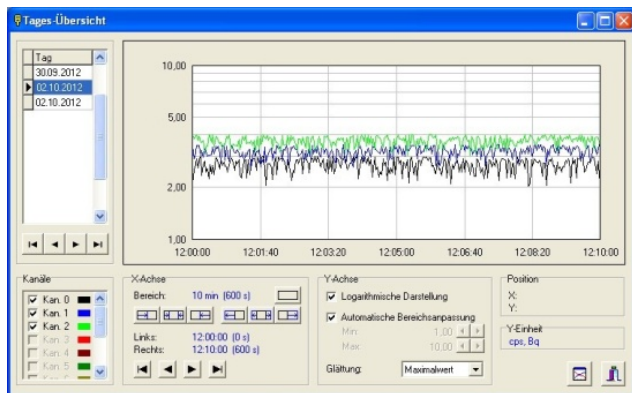 Tages-Übersicht
Tag
30.09.2012
02.10.2012
02.10.2012
10,00
5,00
2,00
1,00
12:00:00 12:01:40 12:03:20 12:05:00 12:06:40 12:08:20 12:10:00
Kanäle
Kan. 0
Kan. 1
Kan. 2
Kan. 3
Kan. 4
Kan. 5
X-Achse
Bereich: 10 min (600 s)
Links: 12:00:00 (0 s)
Rechts: 12:10:00 (600 s)
Y-Achse
Logarithmische Darstellung
Automatische Bereichsanpassung
Min: 1,00
Max: 10,00
Glättung: Maximalwert
Position
X:
Y:
Y-Einheit
cps, Bq